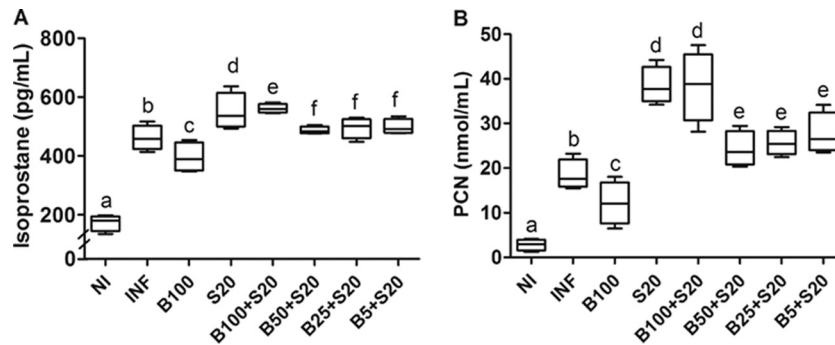 A
Isoprostane (pg/mL)
800
600
400
200
0
a
b
c
d
e
f
f
f
NI
INF
B100
S20
B100+S20
B50+S20
B25+S20
B5+S20
B
PCN (nmol/mL)
50
40
30
20
10
0
a
b
c
d
d
e
e
e
NI
INF
B100
S20
B100+S20
B50+S20
B25+S20
B5+S20